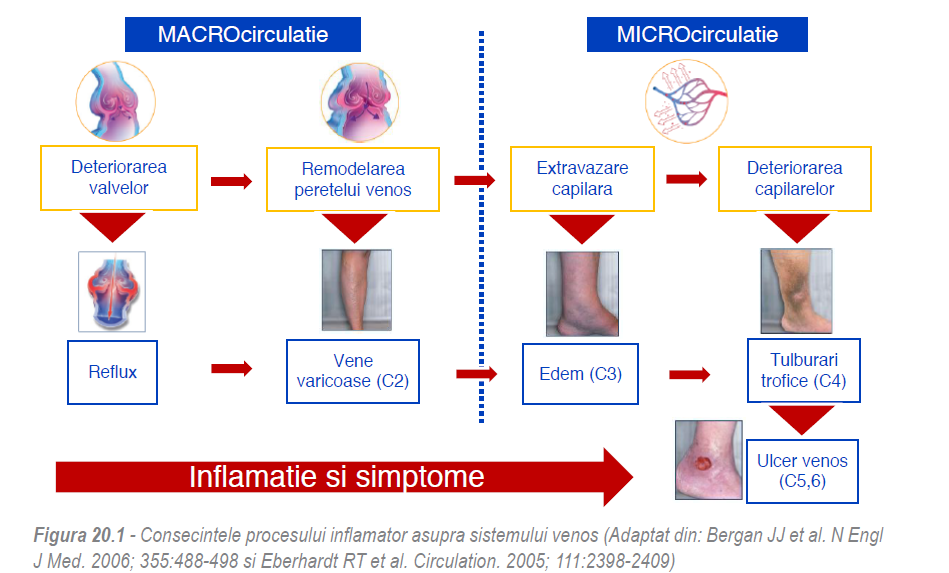 MACROcirculatie
MICROcirculatie
Deteriorarea
valvelor
Remodelarea
peretelui venos
Extravazare
capilara
Deteriorarea
capilarelor
Reflux
Vene
varicoase (C2)
Edem (C3)
Tulburari
trofice (C4)
Ulcer venos
(C5,6)
Inflamatie si simptome
Figura 20.1 - Consecintele procesului inflamator asupra sistemului venos (Adaptat din: Bergan JJ et al. N Engl
J Med. 2006; 355:488-498 si Eberhardt RT et al. Circulation. 2005; 111:2398-2409)